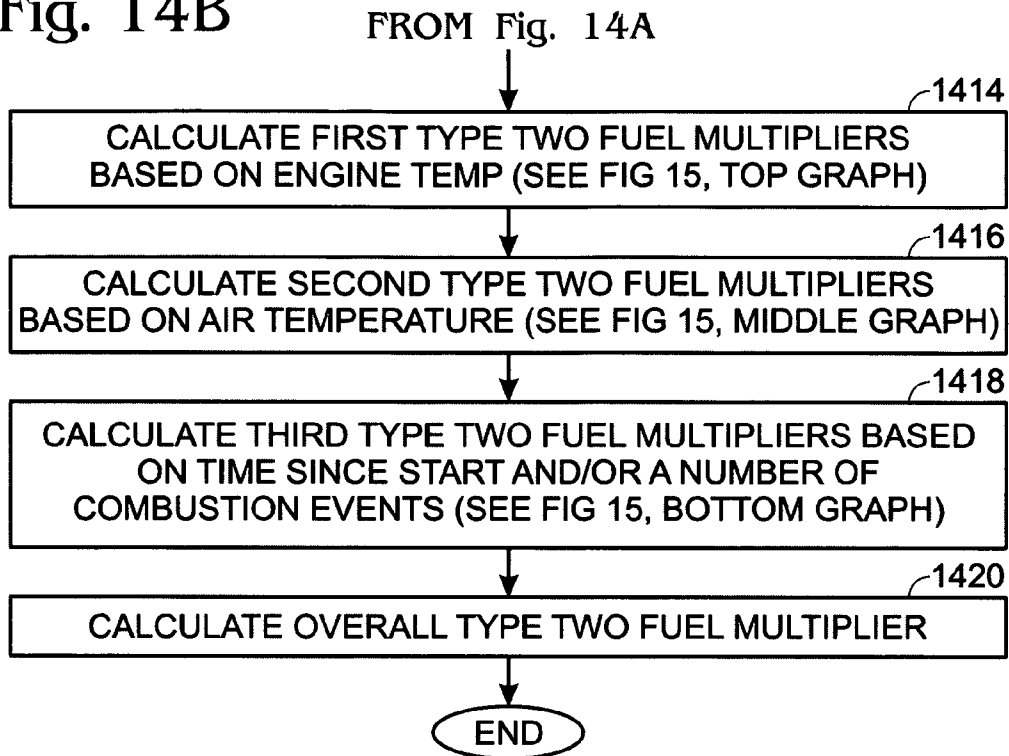 Fig. 14B
FROM Fig. 14A
1414
CALCULATE FIRST TYPE TWO FUEL MULTIPLIERS
BASED ON ENGINE TEMP (SEE FIG 15, TOP GRAPH)
1416
CALCULATE SECOND TYPE TWO FUEL MULTIPLIERS
BASED ON AIR TEMPERATURE (SEE FIG 15, MIDDLE GRAPH)
1418
CALCULATE THIRD TYPE TWO FUEL MULTIPLIERS BASED
ON TIME SINCE START AND/OR A NUMBER OF
COMBUSTION EVENTS (SEE FIG 15, BOTTOM GRAPH)
1420
CALCULATE OVERALL TYPE TWO FUEL MULTIPLIER
END